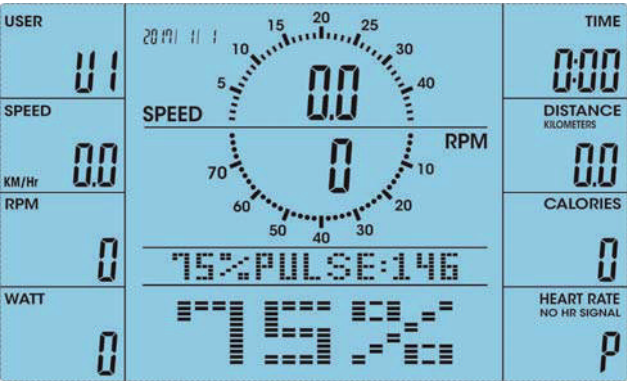 USER
U1
SPEED
KM/Hr 0.0
RPM
0
WATT
0
2017/ 1/ 1
5 10 15 20 25 30 40
SPEED 0.0
RPM
0
70 60 50 40 30 20 10
75%PULSE:146
75%
TIME
0:00
DISTANCE
KILOMETERS
0.0
CALORIES
0
HEART RATE
NO HR SIGNAL
P